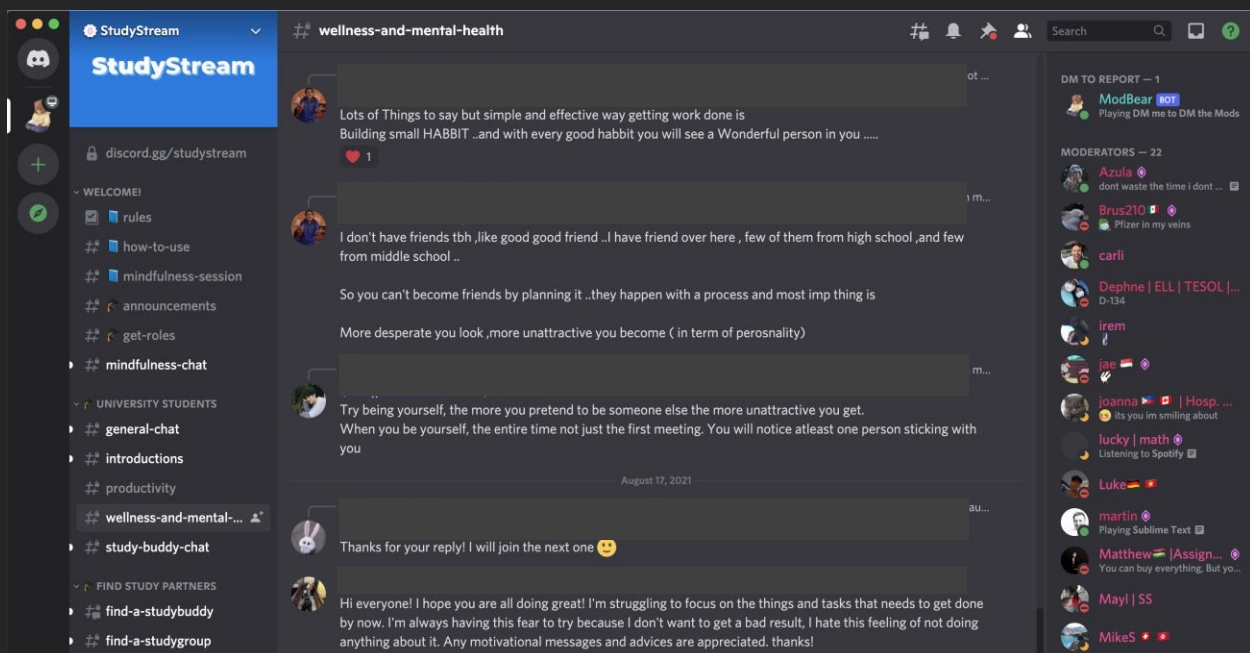 StudyStream
StudyStream
discord.gg/studystream
WELCOME!
rules
how-to-use
mindfulness-session
announcements
get-roles
mindfulness-chat
UNIVERSITY STUDENTS
general-chat
introductions
productivity
wellness-and-mental-...
study-buddy-chat
FIND STUDY PARTNERS
find-a-studybuddy
find-a-studygroup
wellness-and-mental-health
Search
ot ...
Lots of Things to say but simple and effective way getting work done is
Building small HABBIT ..and with every good habbit you will see a Wonderful person in you .....
1
m...
I don't have friends tbh ,like good good friend ..I have friend over here , few of them from high school ,and few
from middle school ..
So you can't become friends by planning it ..they happen with a process and most imp thing is
More desperate you look ,more unattractive you become ( in term of perosnality)
m...
Try being yourself, the more you pretend to be someone else the more unattractive you get.
When you be yourself, the entire time not just the first meeting. You will notice atleast one person sticking with
you
August 17, 2021
au...
Thanks for your reply! I will join the next one
Hi everyone! I hope you are all doing great! I'm struggling to focus on the things and tasks that needs to get done
by now. I'm always having this fear to try because I don't want to get a bad result, I hate this feeling of not doing
anything about it. Any motivational messages and advices are appreciated. thanks!
DM TO REPORT — 1
ModBear BOT
Playing DM me to DM the Mods
MODERATORS — 22
Azula
dont waste the time i dont ...
Brus210
Pfizer in my veins
carli
Dephne | ELL | TESOL |...
D-134
irem
jae
joanna | Hosp. ...
its you im smiling about
lucky | math
Listening to Spotify
Luke
martin
Playing Sublime Text
Matthew |Assign...
You can buy everything, But yo...
Mayl | SS
MikeS